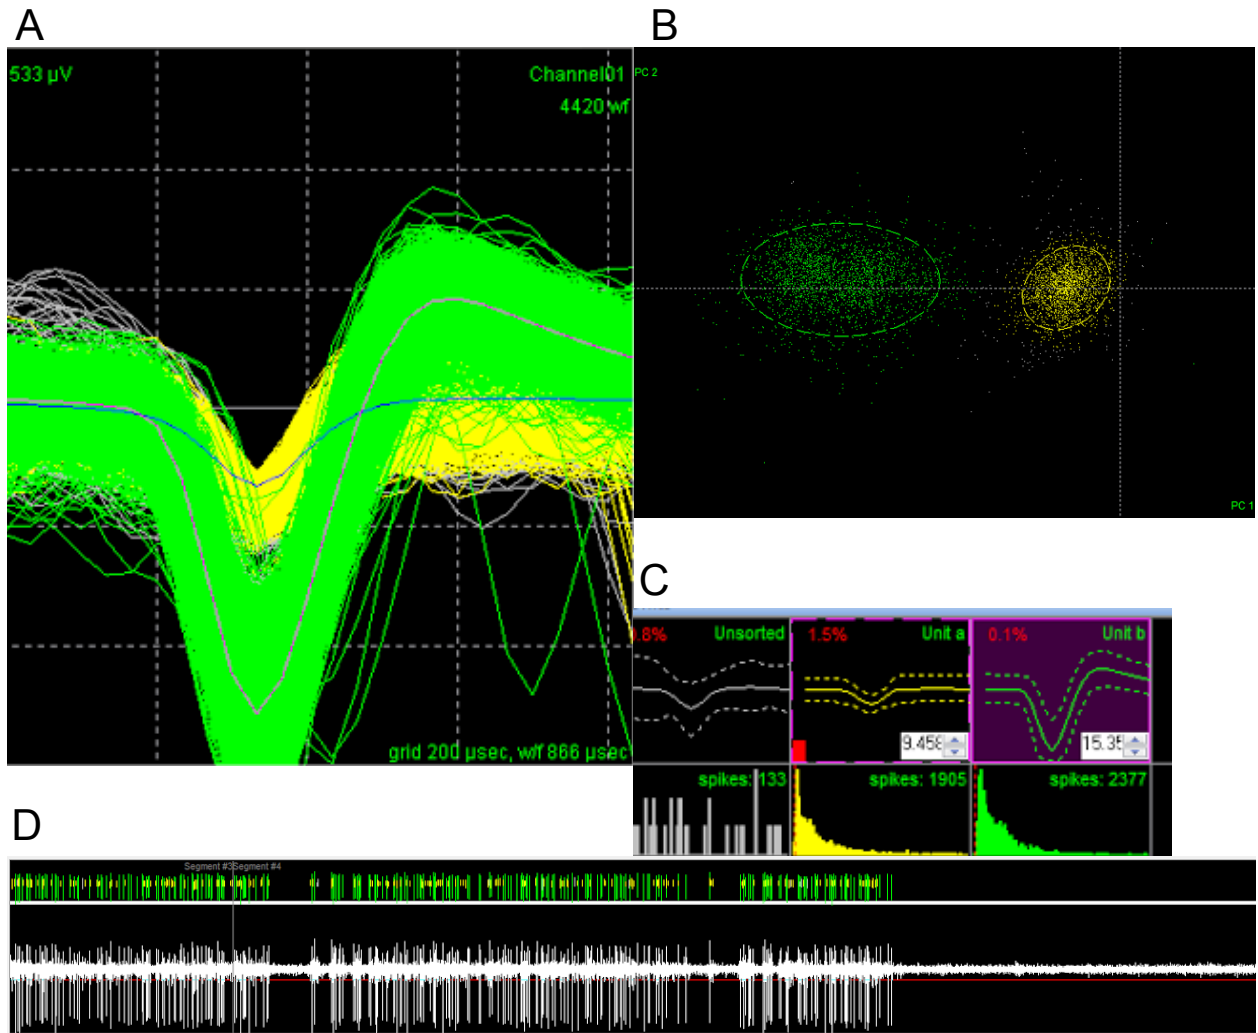 A
533 µV
Channel01
4420 wf
grid 200 µsec, wf 866 µsec
B
PC 2
PC 1
C
.8%
Unsorted
1.5%
Unit a
9.458
0.1%
Unit b
15.35
spikes: 133
spikes: 1905
spikes: 2377
D
Segment #3 Segment #4